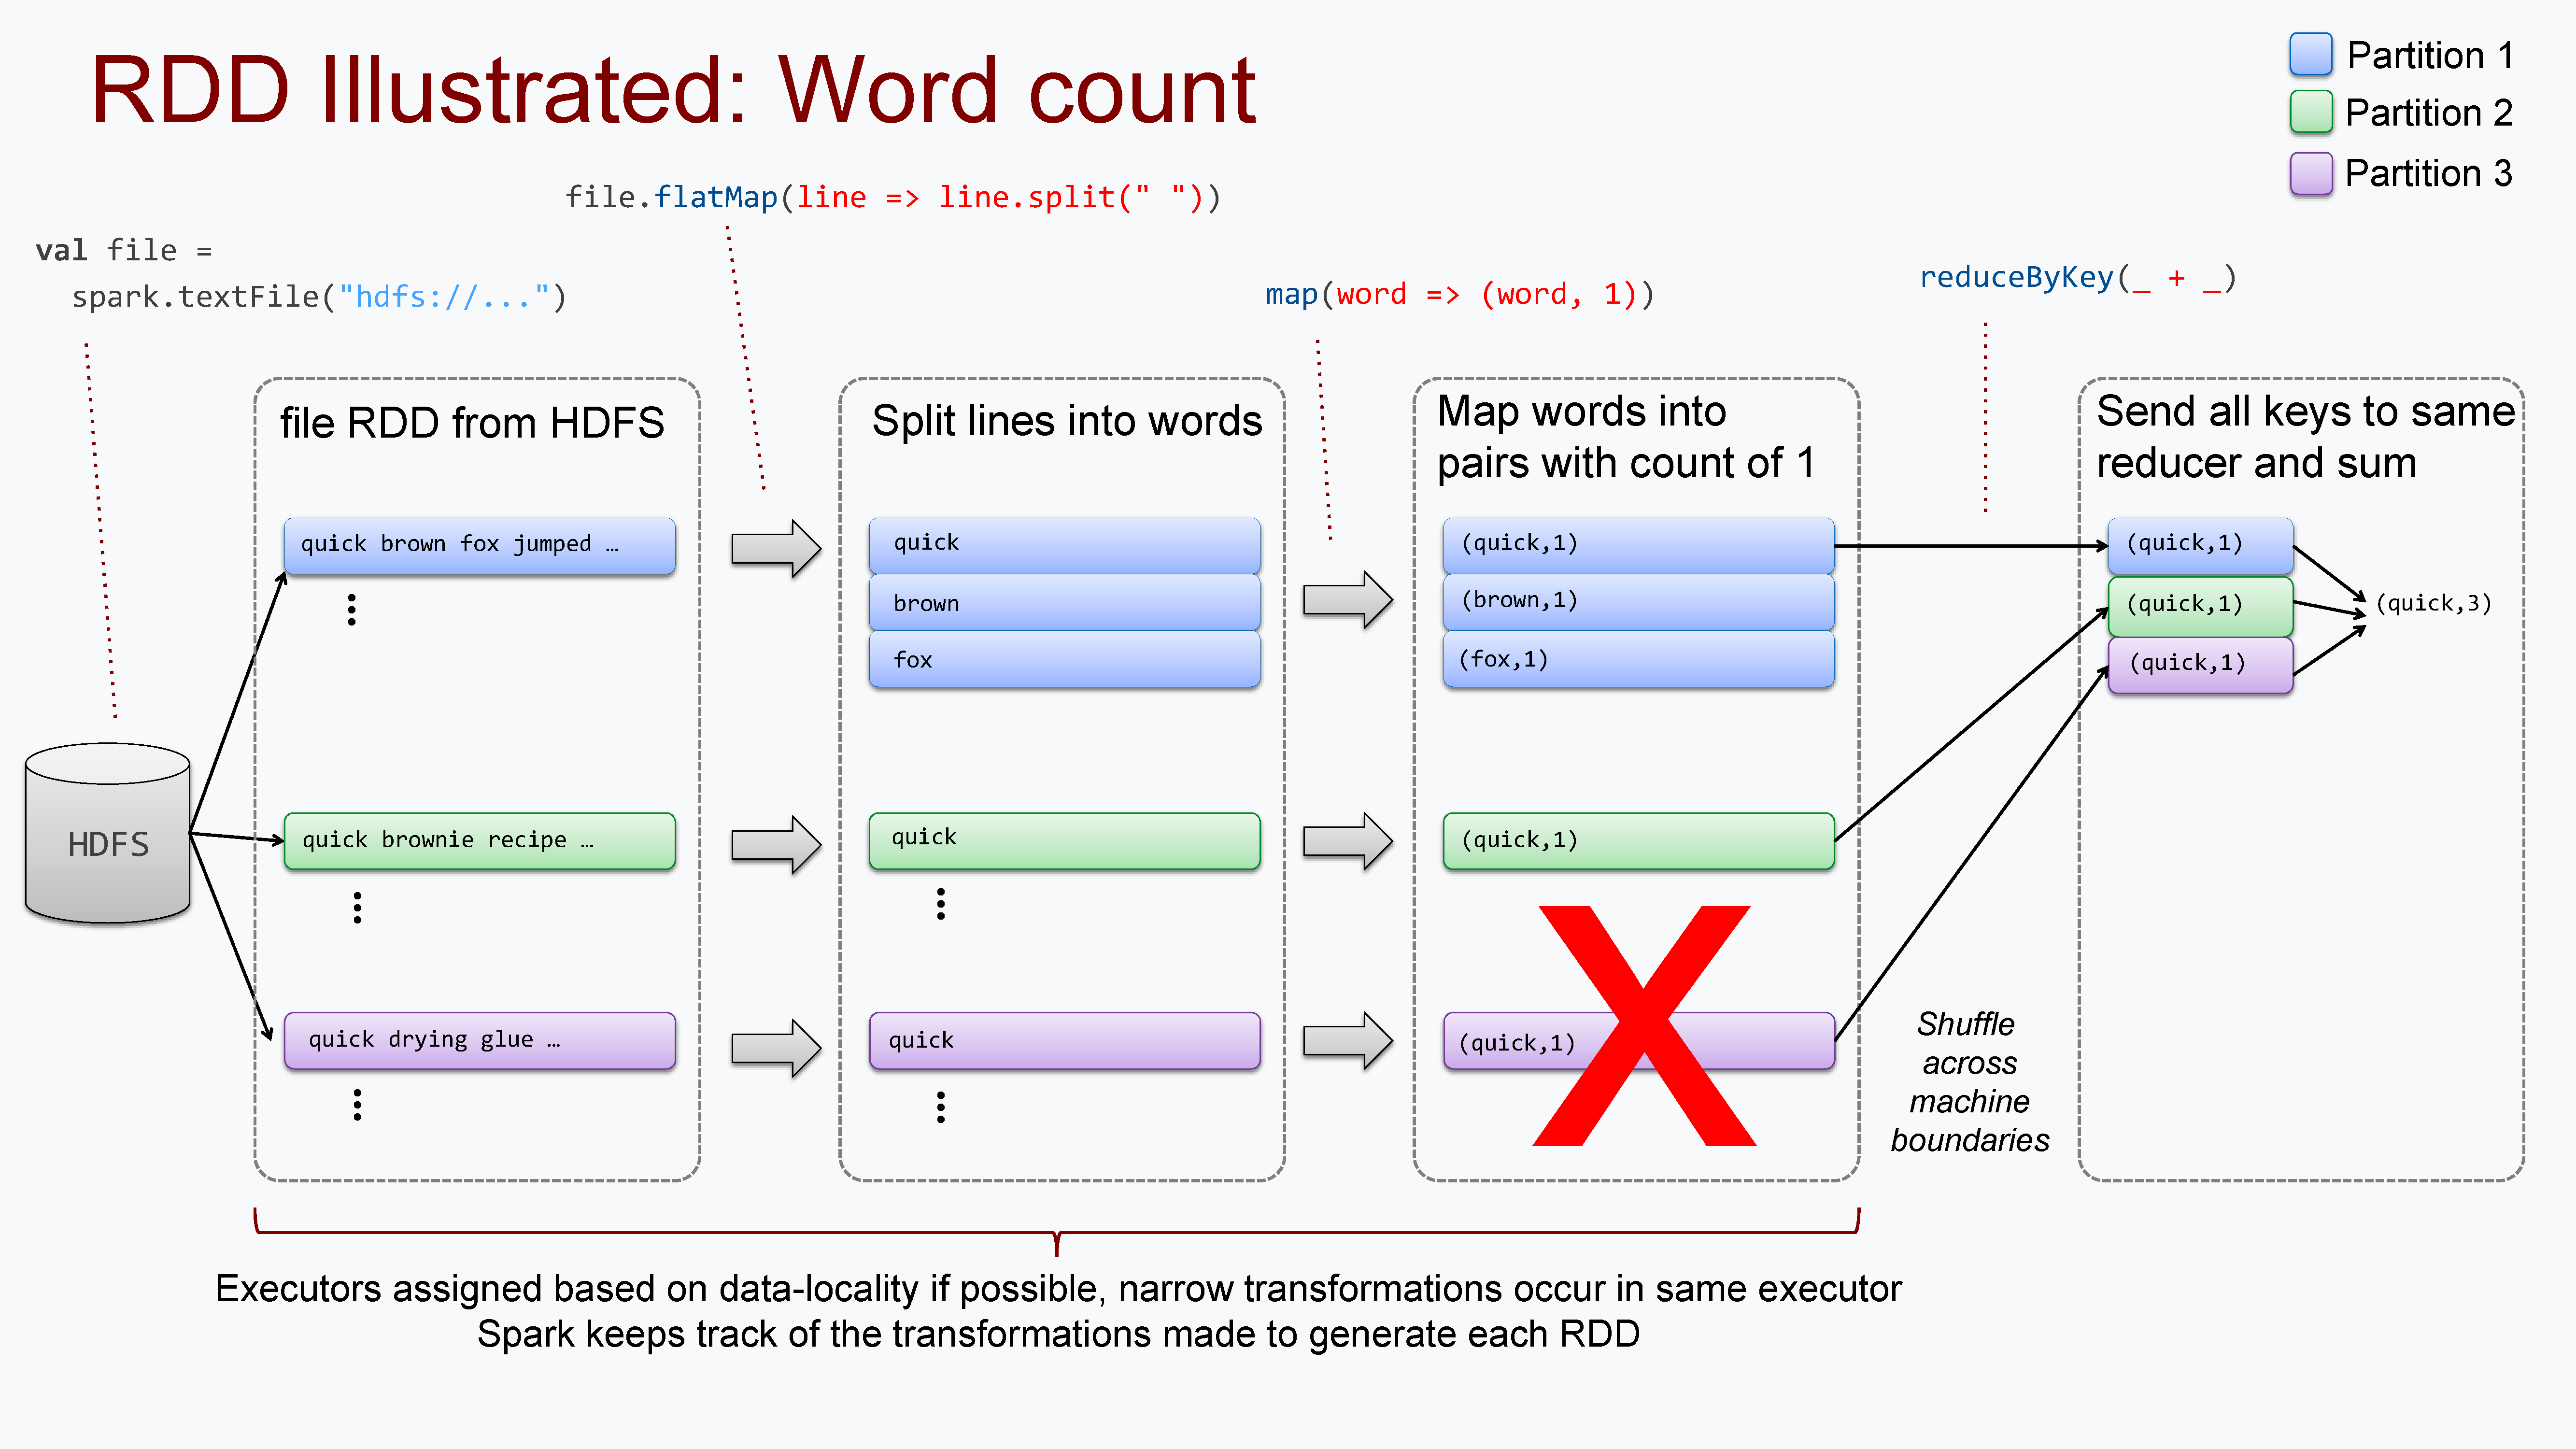 RDD Illustrated: Word count
Partition 1
Partition 2
Partition 3
file.flatMap(line => line.split(" "))
val file =
spark.textFile("hdfs://...")
map(word => (word, 1))
reduceByKey(_ + _)
file RDD from HDFS
quick brown fox jumped …
quick brownie recipe …
quick drying glue …
HDFS
Split lines into words
quick
brown
fox
quick
quick
Map words into
pairs with count of 1
(quick,1)
(brown,1)
(fox,1)
(quick,1)
(quick,1)
X
Shuffle
across
machine
boundaries
Send all keys to same
reducer and sum
(quick,1)
(quick,1)
(quick,1)
(quick,3)
Executors assigned based on data-locality if possible, narrow transformations occur in same executor
Spark keeps track of the transformations made to generate each RDD